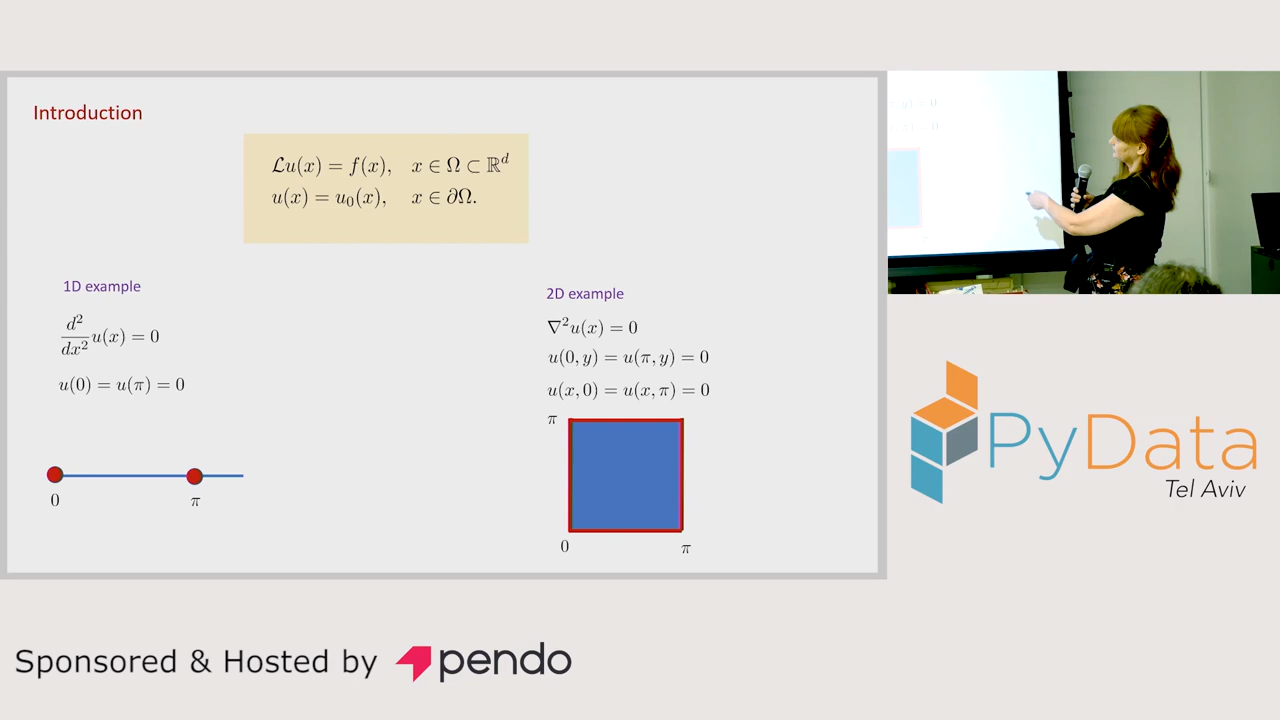 Introduction
ℒu(x) = f(x), x ∈ Ω ⊂ ℝ^d
u(x) = u₀(x), x ∈ ∂Ω.
1D example
d²/dx² u(x) = 0
u(0) = u(π) = 0
0 π
2D example
∇²u(x) = 0
u(0, y) = u(π, y) = 0
u(x, 0) = u(x, π) = 0
π
0 π
PyData
Tel Aviv
Sponsored & Hosted by pendo